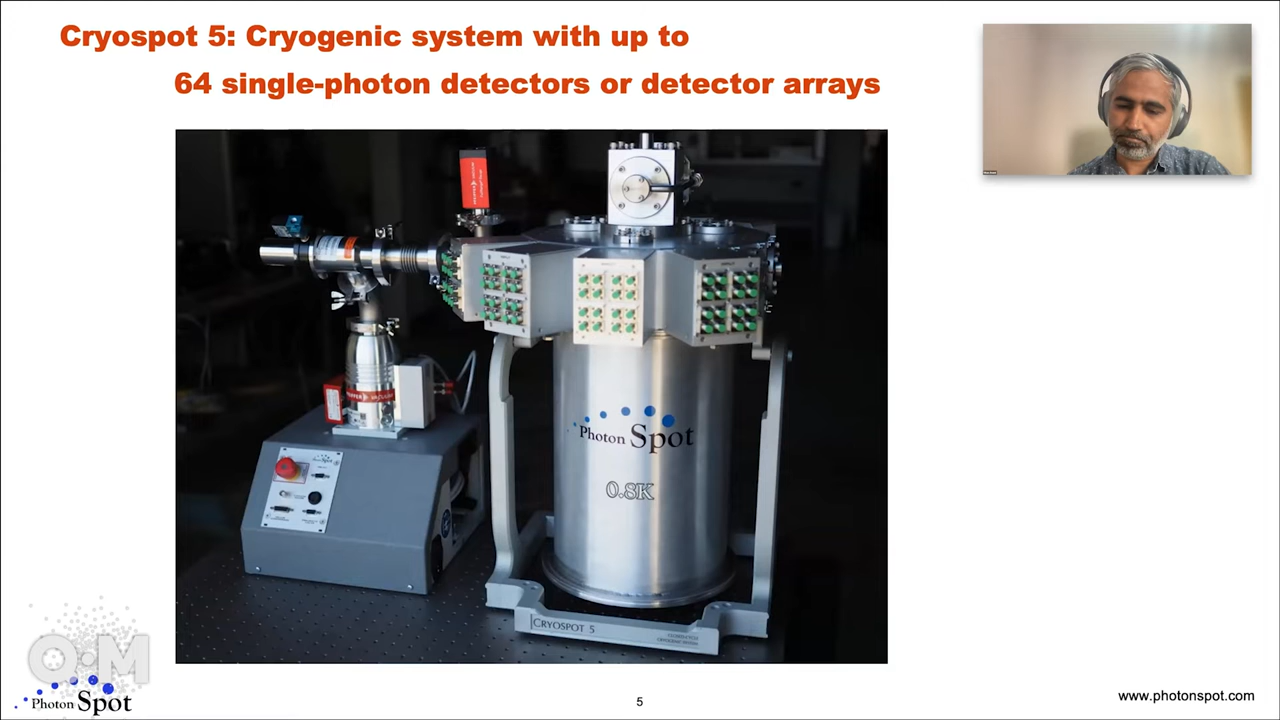 Cryospot 5: Cryogenic system with up to
64 single-photon detectors or detector arrays
Photon Spot
0.8K
CRYOSPOT 5
Q.M
Photon Spot
5
www.photonspot.com